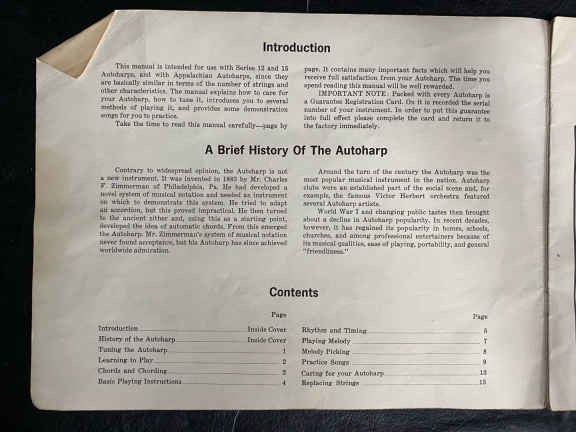 Introduction
This manual is intended for use with Series 12 and 15
Autoharps, and with Appalachian Autoharps, since they
are basically similar in terms of the number of strings and
other characteristics. The manual explains how to care for
your Autoharp, how to tune it, introduces you to several
methods of playing it, and provides some demonstration
songs for you to practice.
Take the time to read this manual carefully—page by
page. It contains many important facts which will help you
receive full satisfaction from your Autoharp. The time you
spend reading this manual will be well rewarded.
IMPORTANT NOTE: Packed with every Autoharp is
a Guarantee Registration Card. On it is recorded the serial
number of your instrument. In order to put this guarantee
into full effect please complete the card and return it to
the factory immediately.
A Brief History Of The Autoharp
Contrary to widespread opinion, the Autoharp is not
a new instrument. It was invented in 1882 by Mr. Charles
F. Zimmerman of Philadelphia, Pa. He had developed a
novel system of musical notation and needed an instrument
on which to demonstrate this system. He tried to adapt
an accordion, but this proved impractical. He then turned
to the ancient zither and, using this as a starting point,
developed the idea of automatic chords. From this emerged
the Autoharp. Mr. Zimmerman's system of musical notation
never found acceptance, but his Autoharp has since achieved
worldwide admiration.
Around the turn of the century the Autoharp was the
most popular musical instrument in the nation. Autoharp
clubs were an established part of the social scene and, for
example, the famous Victor Herbert orchestra featured
several Autoharp artists.
World War I and changing public tastes then brought
about a decline in Autoharp popularity. In recent decades,
however, it has regained its popularity in homes, schools,
churches, and among professional entertainers because of
its musical qualities, ease of playing, portability, and general
"friendliness."
Contents
Page
Introduction Inside Cover
History of the Autoharp Inside Cover
Tuning the Autoharp 1
Learning to Play 2
Chords and Chording 3
Basic Playing Instructions 4
Page
Rhythm and Timing 5
Playing Melody 7
Melody Picking 8
Practice Songs 9
Caring for your Autoharp 13
Replacing Strings 15